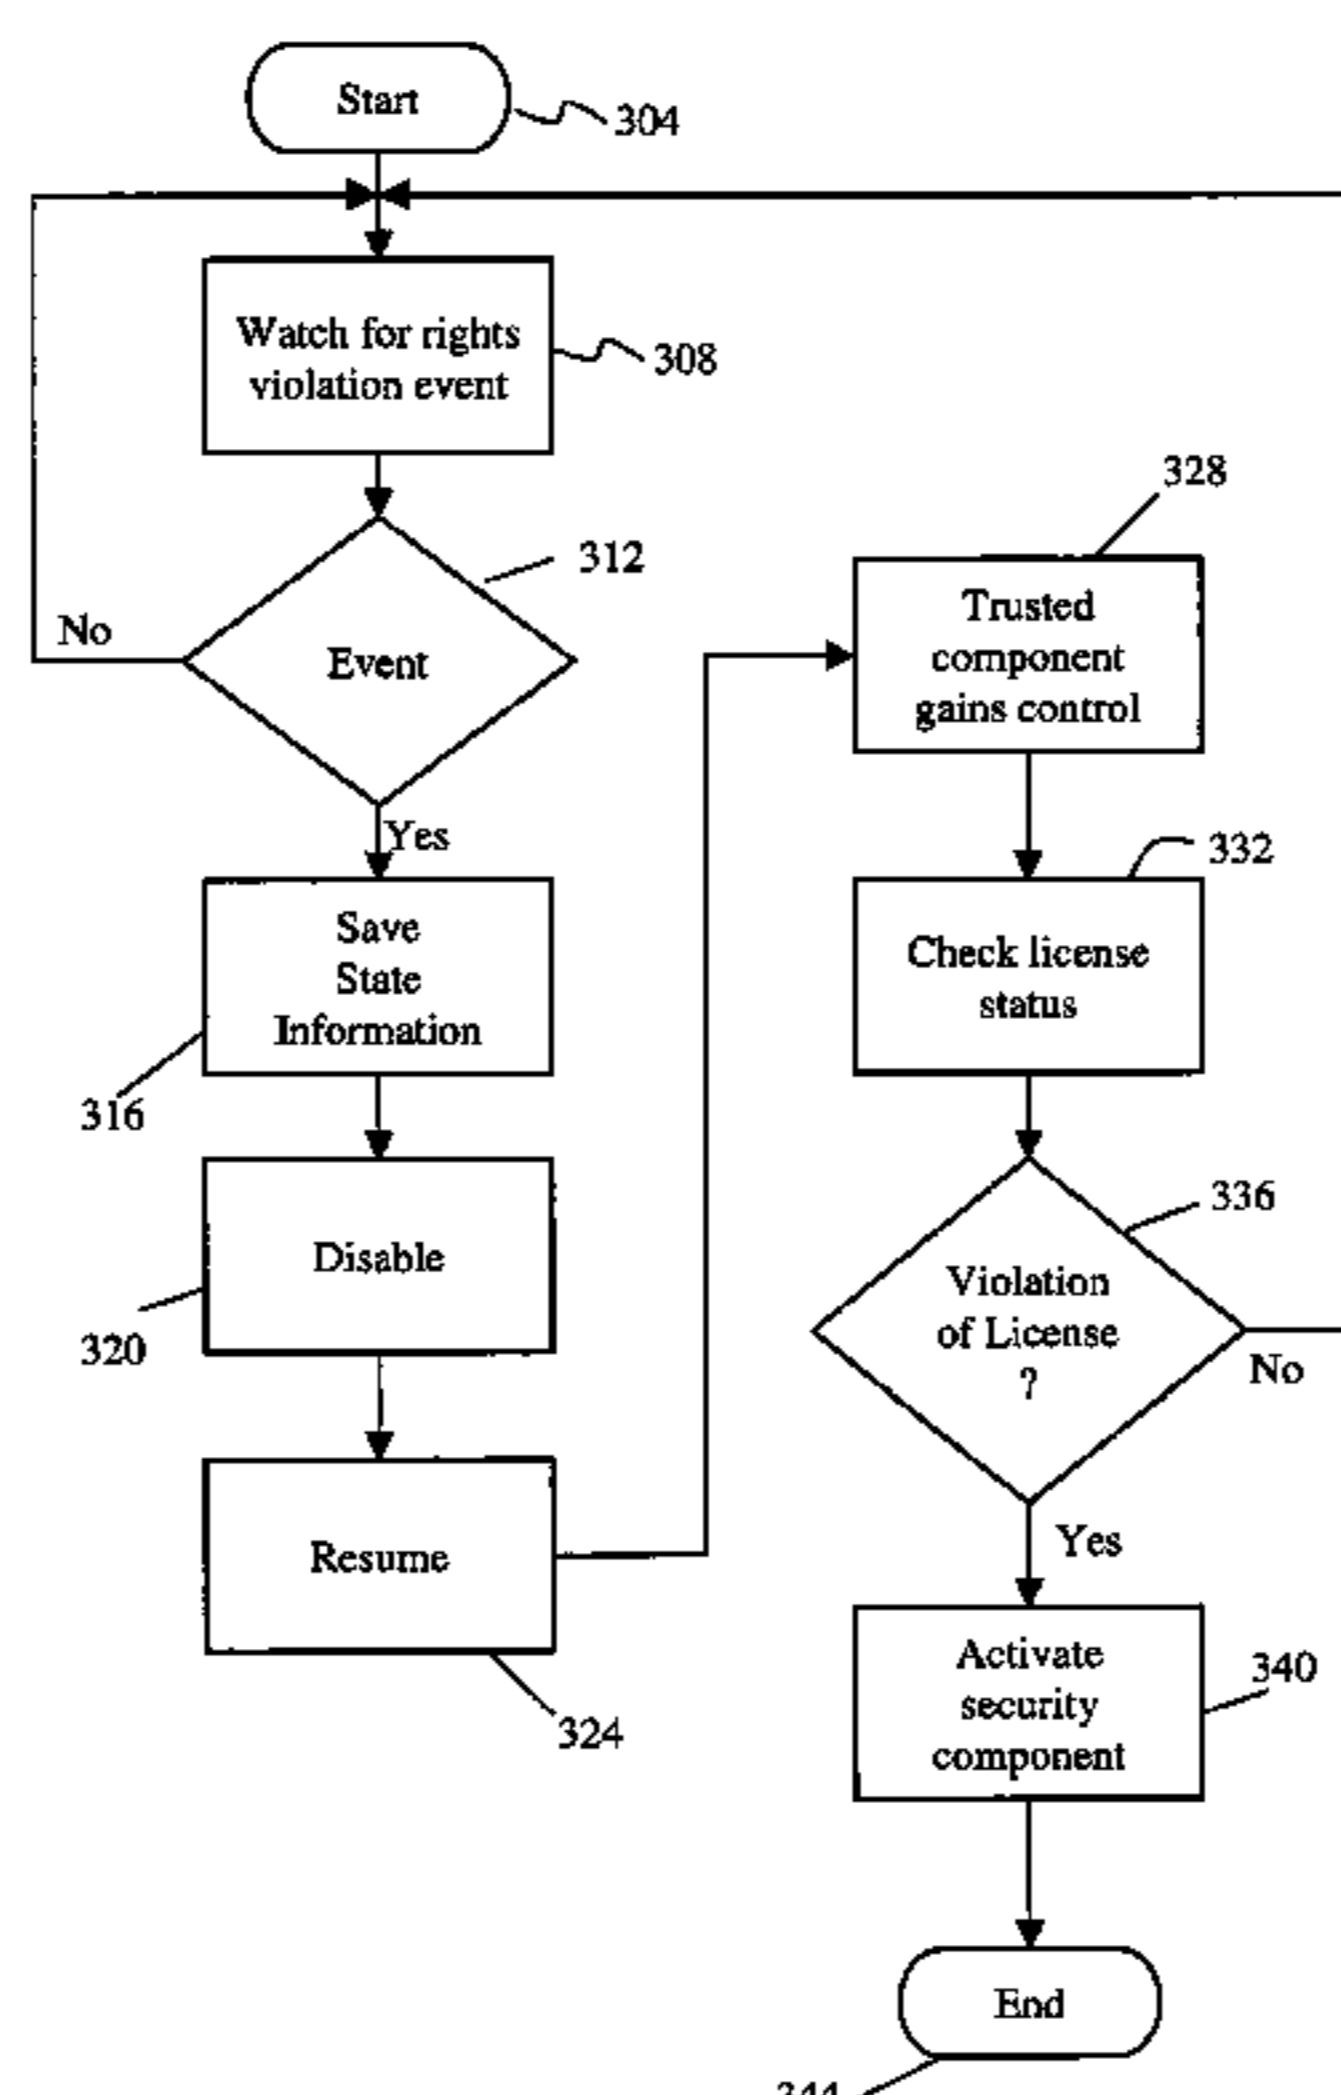 Start
304
Watch for rights
violation event
308
312
Event
No
Yes
Save
State
Information
316
Disable
320
Resume
324
328
Trusted
component
gains control
332
Check license
status
336
Violation
of License
?
No
Yes
Activate
security
component
340
End
344